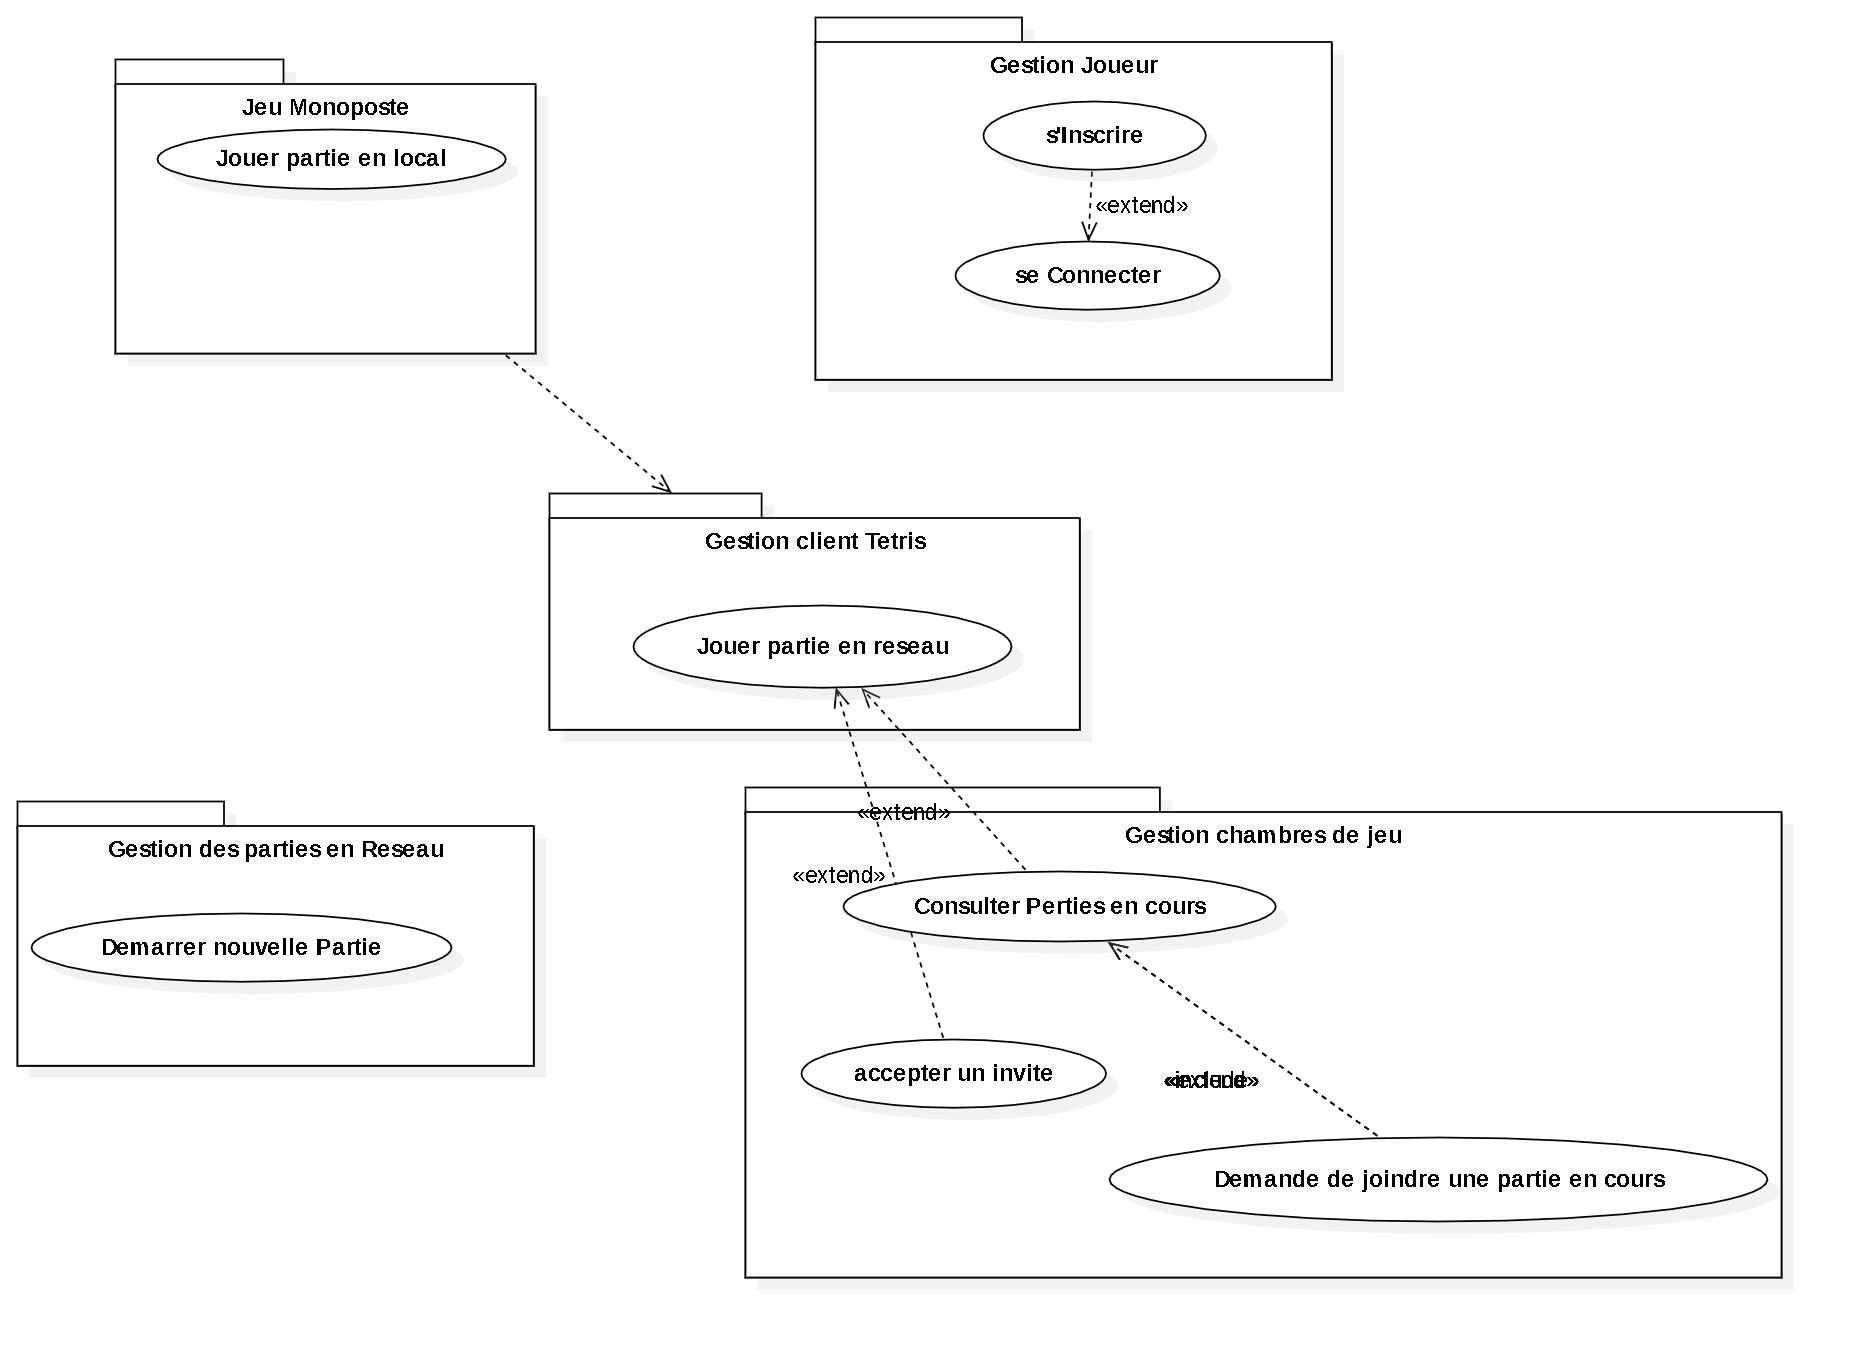 Gestion Joueur
s'Inscrire
«extend»
se Connecter
Jeu Monoposte
Jouer partie en local
Gestion client Tetris
Jouer partie en reseau
Gestion des parties en Reseau
Demarrer nouvelle Partie
«extend»
Gestion chambres de jeu
«extend»
Consulter Perties en cours
accepter un invite
«extend»
«include»
Demande de joindre une partie en cours